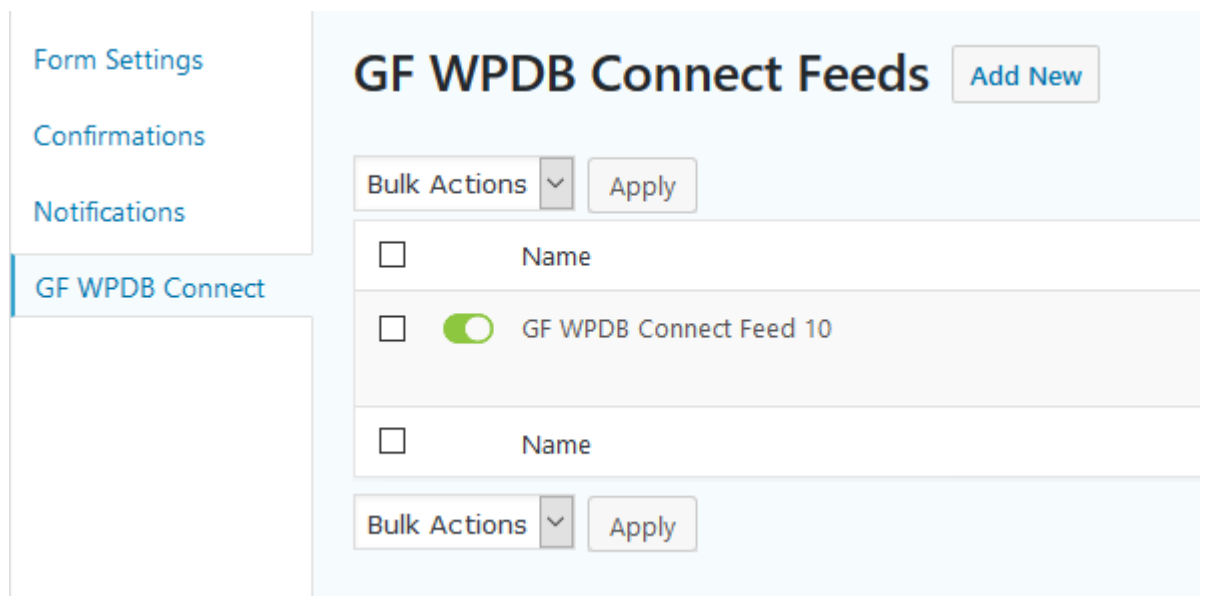 Form Settings
Confirmations
Notifications
GF WPDB Connect
GF WPDB Connect Feeds Add New
Bulk Actions Apply
Name
GF WPDB Connect Feed 10
Name
Bulk Actions Apply